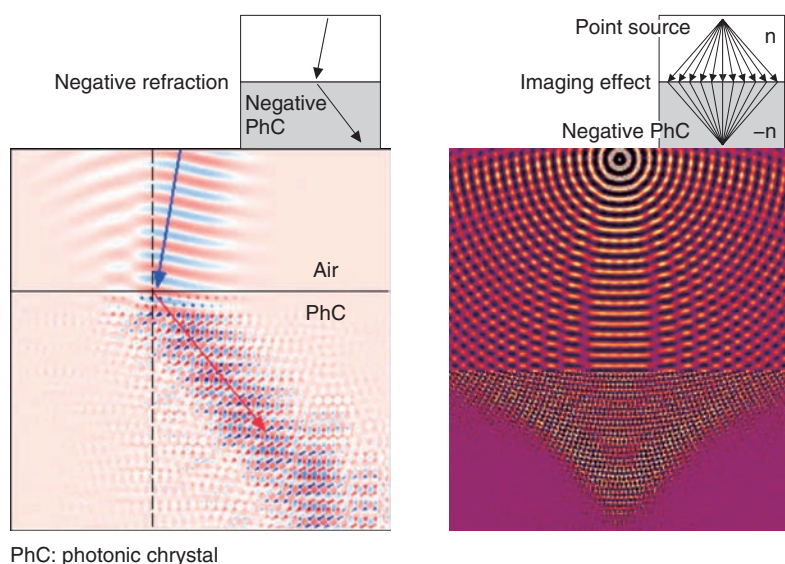 Negative refraction
Negative
PhC
Air
PhC
Point source
n
Imaging effect
Negative PhC
–n
PhC: photonic chrystal